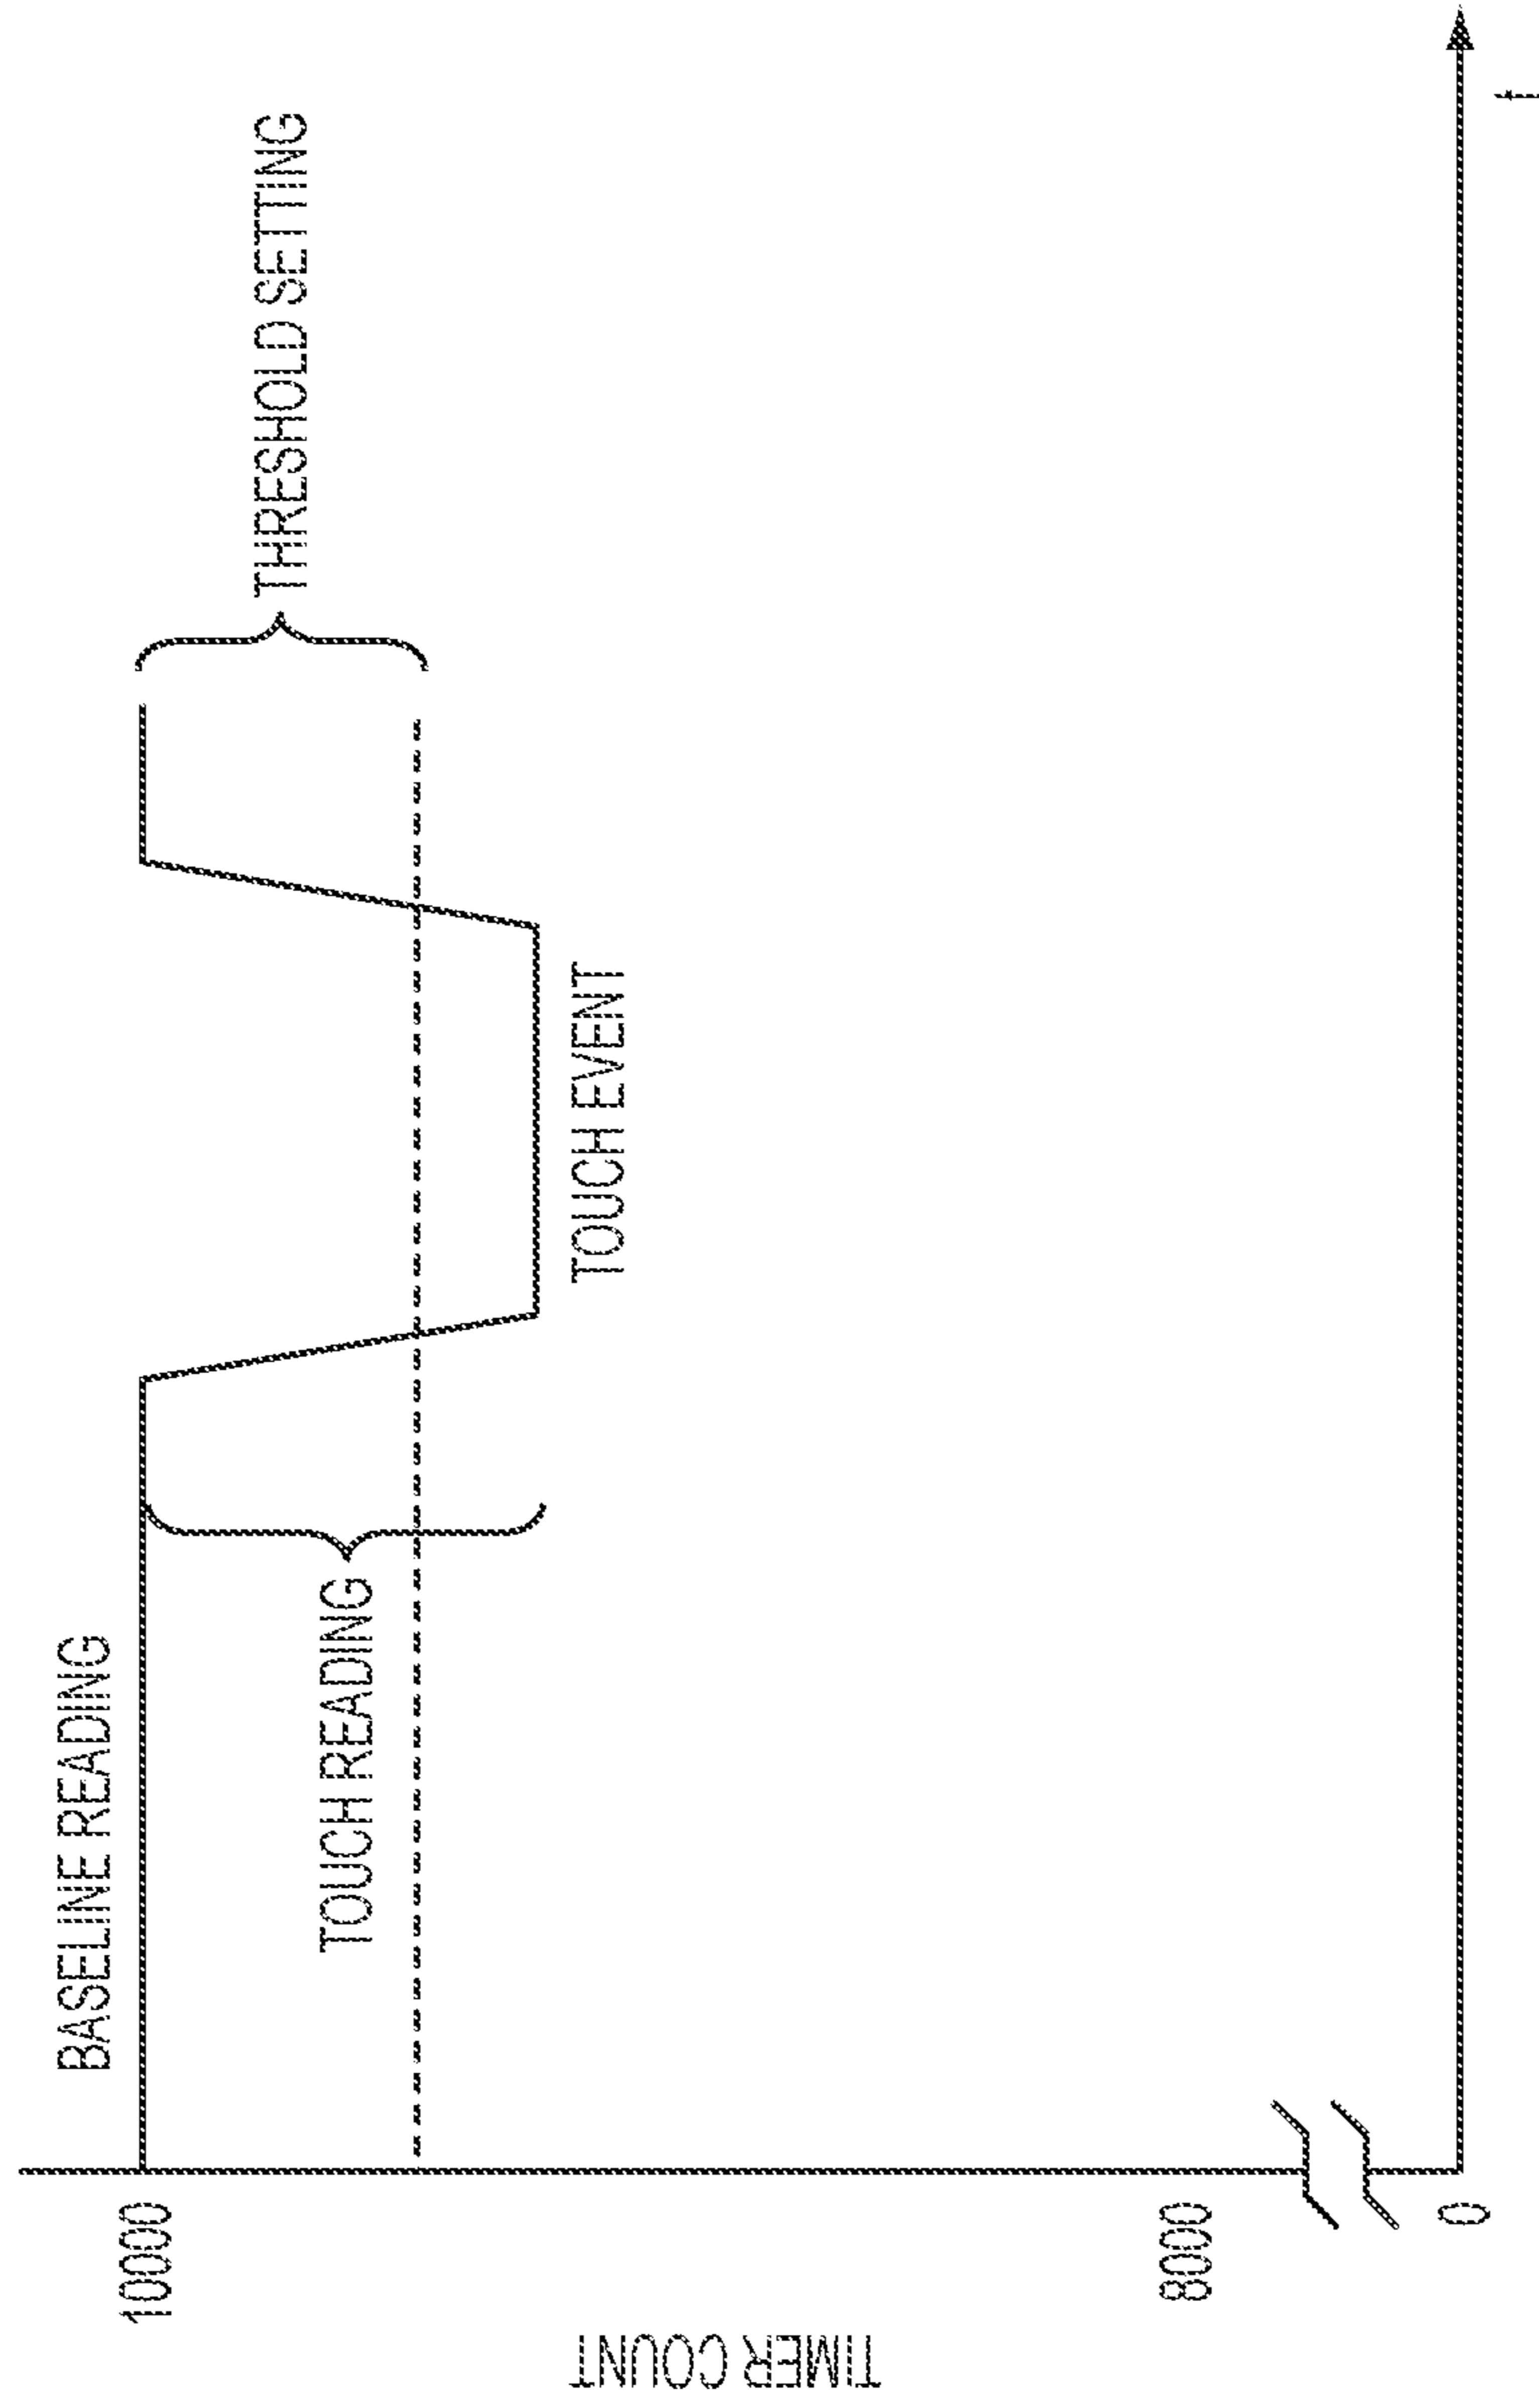 BASELINE READING
10000
THRESHOLD SETTING
TOUCH READING
TOUCH EVENT
TIMER COUNT
8000
0
t